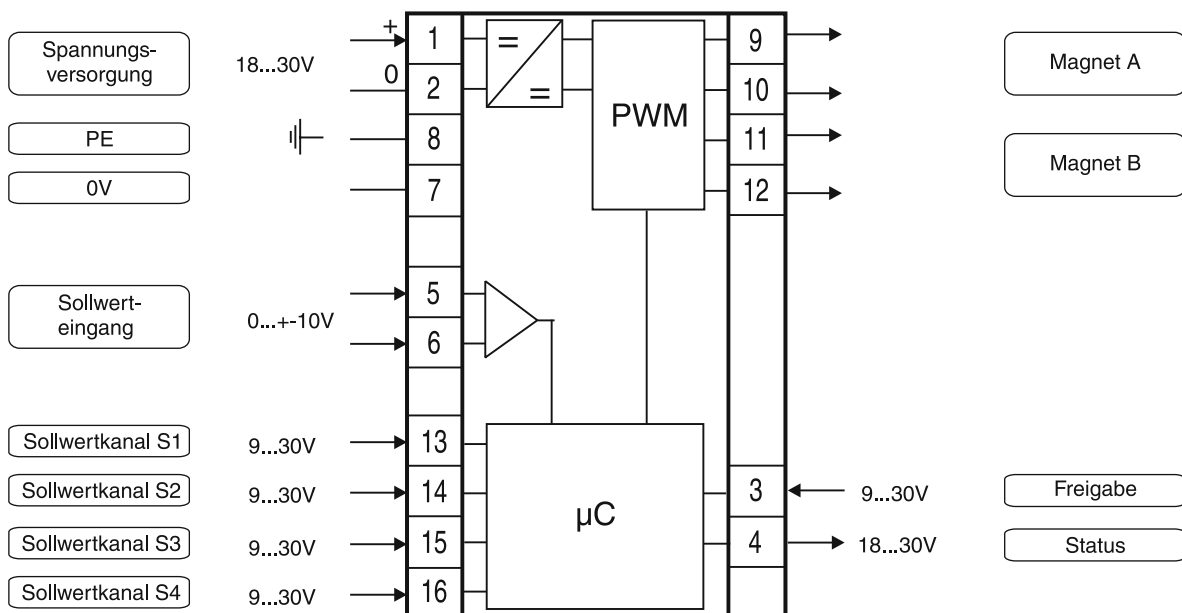 Spannungs-
versorgung
18...30V
+
0
1
2
=
=
PWM
9
10
11
12
Magnet A
Magnet B
PE
8
0V
7
Sollwert-
eingang
0...+-10V
5
6
Sollwertkanal S1
9...30V
13
Sollwertkanal S2
9...30V
14
Sollwertkanal S3
9...30V
15
Sollwertkanal S4
9...30V
16
µC
3
9...30V
Freigabe
4
18...30V
Status